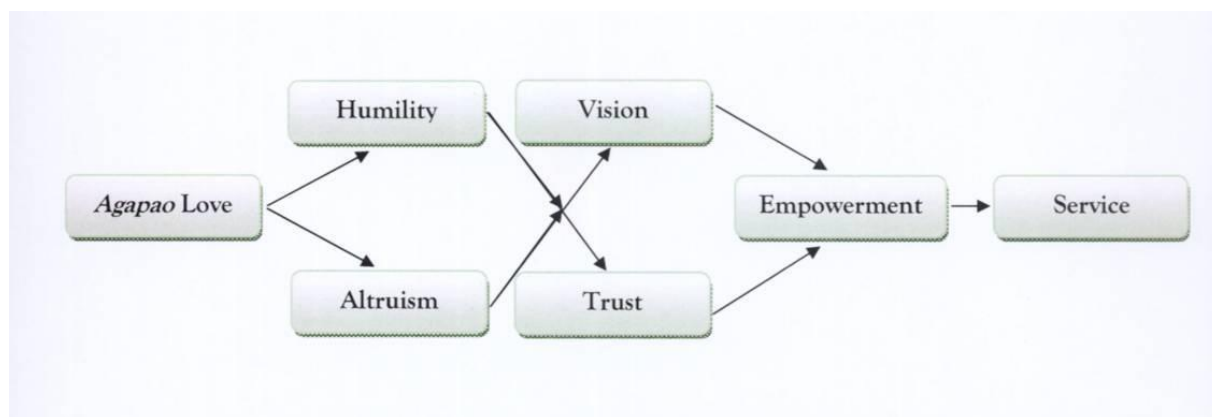 Humility
Vision
Agapao Love
Empowerment
Service
Altruism
Trust